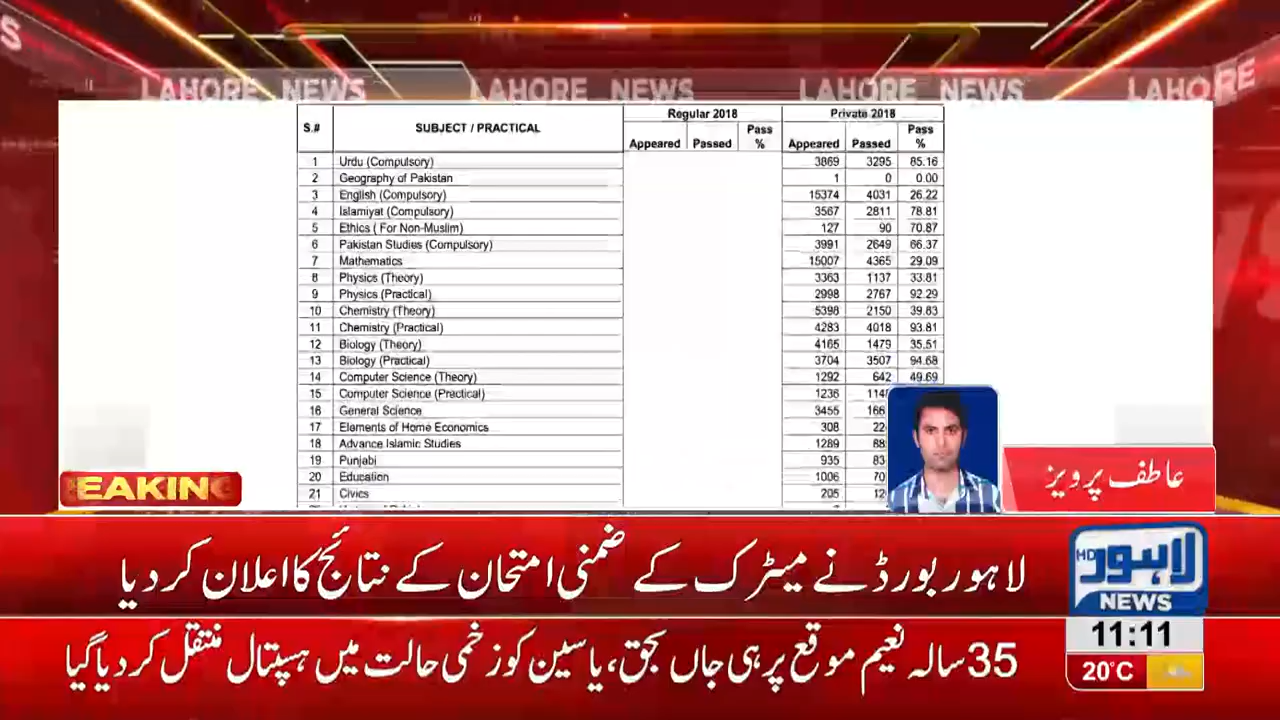 LAHORE NEWS LAHORE NEWS LAHORE NEWS LAHORE
S.# SUBJECT / PRACTICAL Regular 2018 Private 2018
Appeared Passed Pass % Appeared Passed Pass %
1 Urdu (Compulsory) 3869 3295 85.16
2 Geography of Pakistan 1 0 0.00
3 English (Compulsory) 15374 4031 26.22
4 Islamiyat (Compulsory) 3567 2811 78.81
5 Ethics ( For Non-Muslim) 127 90 70.87
6 Pakistan Studies (Compulsory) 3991 2649 66.37
7 Mathematics 15007 4365 29.09
8 Physics (Theory) 3363 1137 33.81
9 Physics (Practical) 2998 2767 92.29
10 Chemistry (Theory) 5398 2150 39.83
11 Chemistry (Practical) 4283 4018 93.81
12 Biology (Theory) 4165 1479 35.51
13 Biology (Practical) 3704 3507 94.68
14 Computer Science (Theory) 1292 642 49.69
15 Computer Science (Practical) 1236 114
16 General Science 3455 166
17 Elements of Home Economics 308 22
18 Advance Islamic Studies 1289 88
19 Punjabi 935 83
20 Education 1006 70
21 Civics 205 12
عاطف پرویز
EAKING
لاہور بورڈ نے میٹرک کے ضمنی امتحان کے نتائج کا اعلان کر دیا
لاہور HD
NEWS
11:11
35 سالہ نعیم موقع پر ہی جاں بحق، یاسین کو زخمی حالت میں ہسپتال منتقل کر دیا گیا
20°C